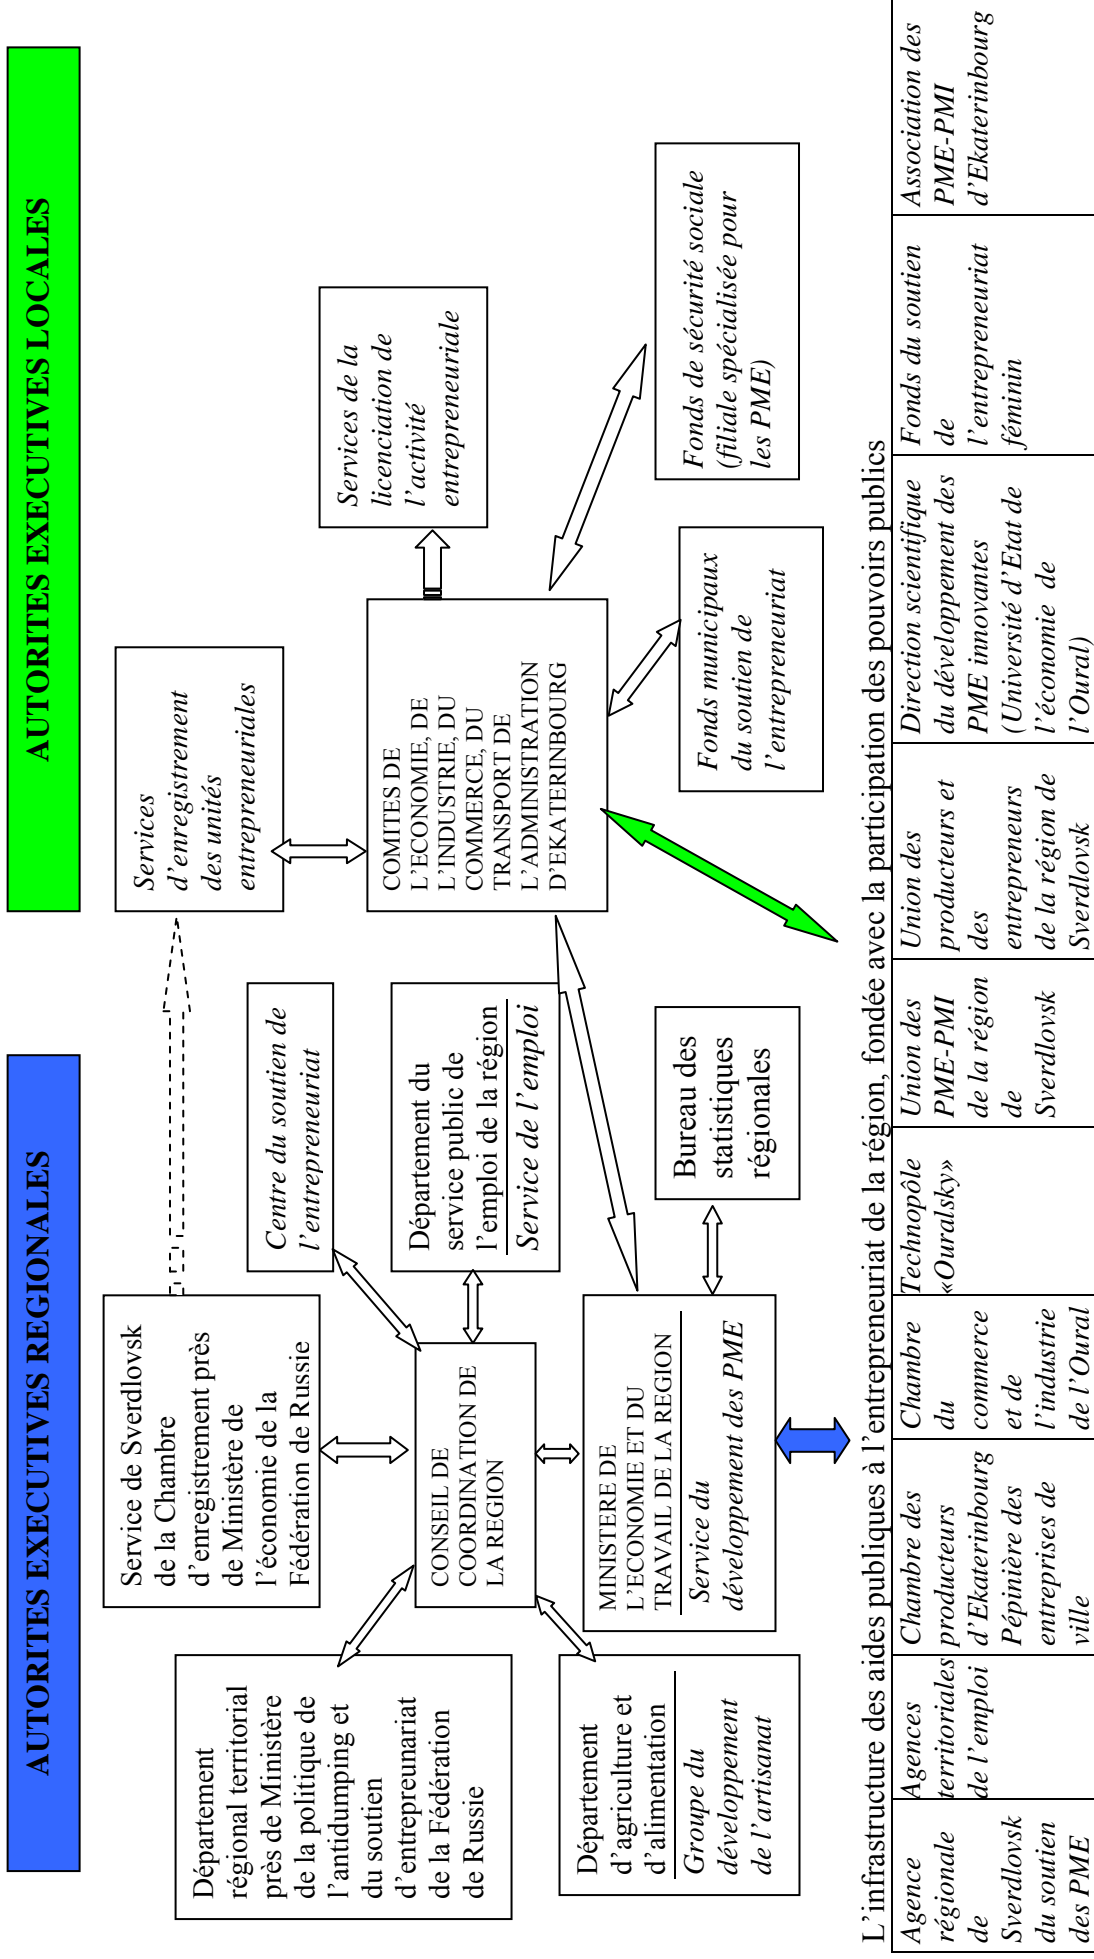 AUTORITES EXECUTIVES REGIONALES
AUTORITES EXECUTIVES LOCALES
Service de Sverdlovsk
de la Chambre
d'enregistrement près
de Ministère de
l'économie de la
Fédération de Russie
Services
d'enregistrement
des unités
entrepreneuriales
Département
régional territorial
près de Ministère
de la politique de
l'antidumping et
du soutien
d'entrepreunariat
de la Fédération
de Russie
Centre du soutien de
l'entrepreneuriat
Services de la
licenciation de
l'activité
entrepreneuriale
CONSEIL DE
COORDINATION DE
LA REGION
Département du
service public de
l'emploi de la région
Service de l'emploi
COMITES DE
L'ECONOMIE, DE
L'INDUSTRIE, DU
COMMERCE, DU
TRANSPORT DE
L'ADMINISTRATION
D'EKATERINBOURG
Département
d'agriculture et
d'alimentation
Groupe du
développement
de l'artisanat
MINISTERE DE
L'ECONOMIE ET DU
TRAVAIL DE LA REGION
Service du
développement des PME
Bureau des
statistiques
régionales
Fonds municipaux
du soutien de
l'entrepreneuriat
Fonds de sécurité sociale
(filiale spécialisée pour
les PME)
L'infrastructure des aides publiques à l'entrepreneuriat de la région, fondée avec la participation des pouvoirs publics
Agence
régionale
de
Sverdlovsk
du soutien
des PME
Agences
territoriales
de l'emploi
Chambre des
producteurs
d'Ekaterinbourg
Pépinière des
entreprises de
ville
Chambre
du
commerce
et de
l'industrie
de l'Oural
Technopôle
«Ouralsky»
Union des
PME-PMI
de la région
de
Sverdlovsk
Union des
producteurs et
des
entrepreneurs
de la région de
Sverdlovsk
Direction scientifique
du développement des
PME innovantes
(Université d'Etat de
l'économie de
l'Oural)
Fonds du soutien
de
l'entrepreneuriat
féminin
Association des
PME-PMI
d'Ekaterinbourg